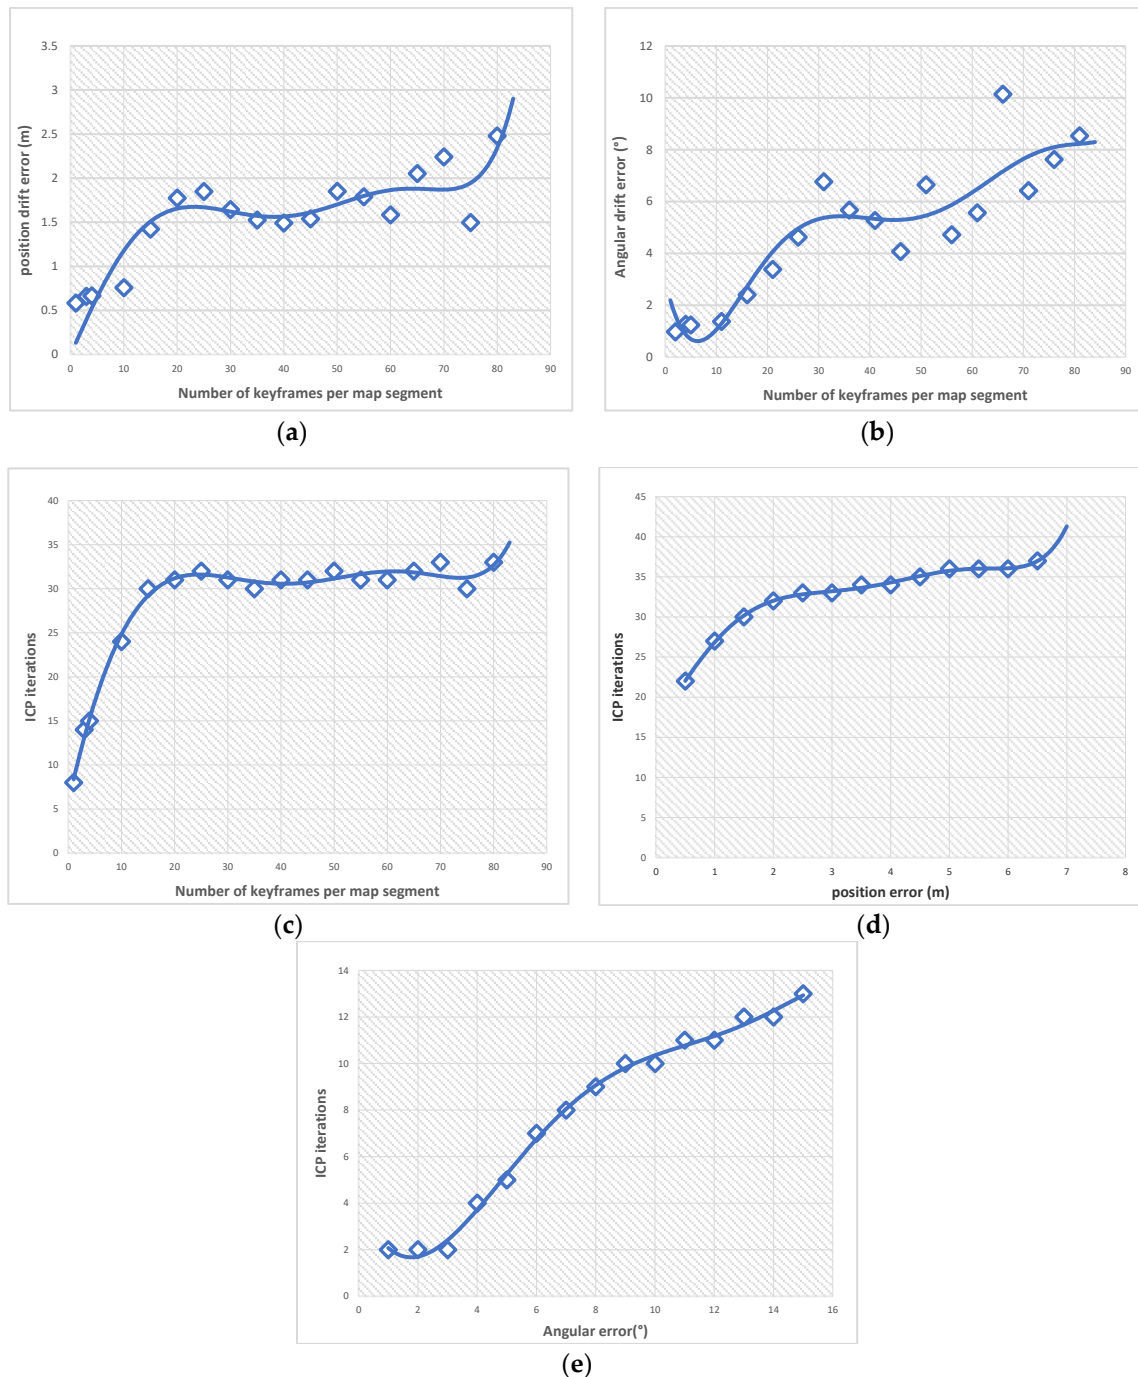 3.5
3
2.5
2
1.5
1
0.5
0
position drift error (m)
0 10 20 30 40 50 60 70 80 90
Number of keyframes per map segment
(a)
12
10
8
6
4
2
0
Angular drift error (°)
0 10 20 30 40 50 60 70 80 90
Number of keyframes per map segment
(b)
40
35
30
25
20
15
10
5
0
ICP iterations
0 10 20 30 40 50 60 70 80 90
Number of keyframes per map segment
(c)
45
40
35
30
25
20
15
10
5
0
ICP iterations
0 1 2 3 4 5 6 7 8
position error (m)
(d)
14
12
10
8
6
4
2
0
ICP iterations
0 2 4 6 8 10 12 14 16
Angular error(°)
(e)